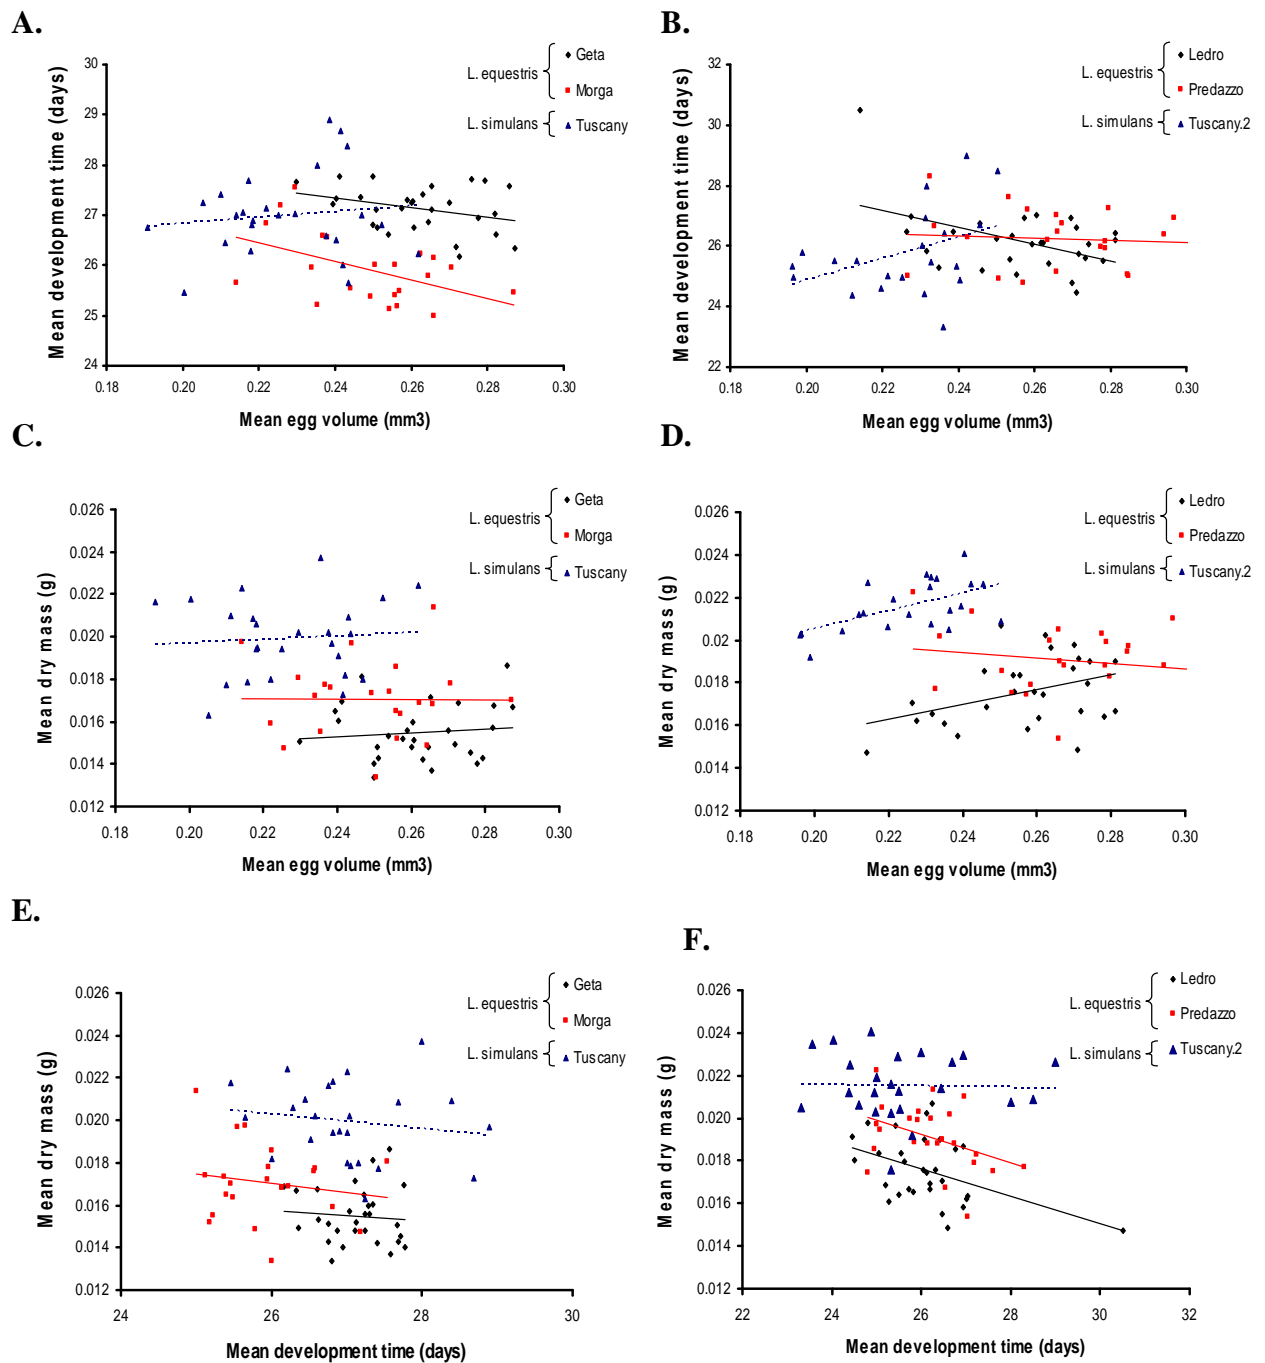 A.
Mean development time (days)
30
29
28
27
26
25
24
0.18 0.20 0.22 0.24 0.26 0.28 0.30
Mean egg volume (mm3)
L. equestris
Geta
Morga
L. simulans
Tuscany
B.
Mean development time (days)
32
30
28
26
24
22
0.18 0.20 0.22 0.24 0.26 0.28 0.30
Mean egg volume (mm3)
L. equestris
Ledro
Predazzo
L. simulans
Tuscany.2
C.
Mean dry mass (g)
0.026
0.024
0.022
0.020
0.018
0.016
0.014
0.012
0.18 0.20 0.22 0.24 0.26 0.28 0.30
Mean egg volume (mm3)
L. equestris
Geta
Morga
L. simulans
Tuscany
D.
Mean dry mass (g)
0.026
0.024
0.022
0.02
0.018
0.016
0.014
0.012
0.18 0.20 0.22 0.24 0.26 0.28 0.30
Mean egg volume (mm3)
L. equestris
Ledro
Predazzo
L. simulans
Tuscany.2
E.
Mean dry mass (g)
0.026
0.024
0.022
0.020
0.018
0.016
0.014
0.012
24 26 28 30
Mean development time (days)
L. equestris
Geta
Morga
L. simulans
Tuscany
F.
Mean dry mass (g)
0.026
0.024
0.022
0.020
0.018
0.016
0.014
0.012
22 24 26 28 30 32
Mean development time (days)
L. equestris
Ledro
Predazzo
L. simulans
Tuscany.2